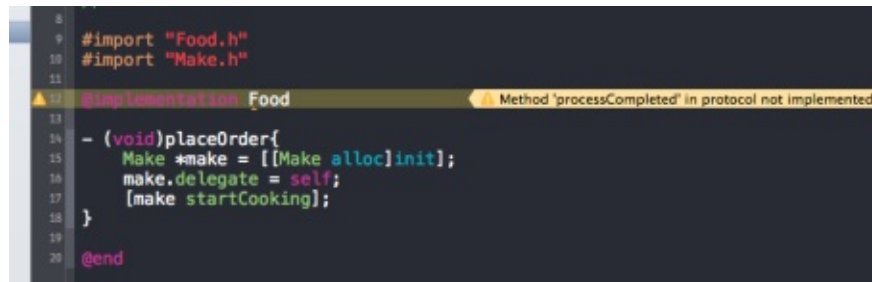 8
9 #import "Food.h"
10 #import "Make.h"
11
12 @implementation Food Method 'processCompleted' in protocol not implemented
13
14 - (void)placeOrder{
15 Make *make = [[Make alloc]init];
16 make.delegate = self;
17 [make startCooking];
18 }
19
20 @end